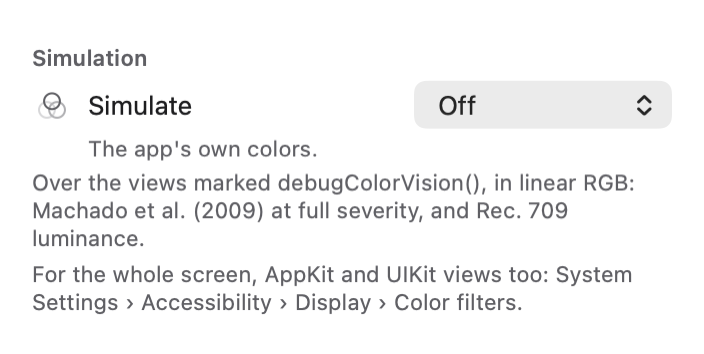 Simulation
Simulate
Off
The app's own colors.
Over the views marked debugColorVision(), in linear RGB:
Machado et al. (2009) at full severity, and Rec. 709
luminance.
For the whole screen, AppKit and UIKit views too: System
Settings › Accessibility › Display › Color filters.